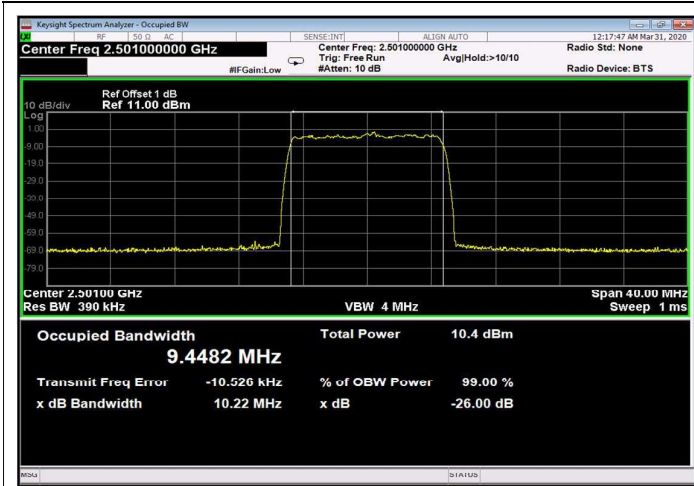 Keysight Spectrum Analyzer - Occupied BW
RF 50 Ω AC SENSE:INT ALIGN AUTO 12:17:47 AM Mar 31, 2020
Center Freq 2.501000000 GHz Center Freq: 2.501000000 GHz Radio Std: None
Trig: Free Run Avg|Hold:>10/10
#IFGain:Low #Atten: 10 dB Radio Device: BTS
Ref Offset 1 dB
10 dB/div Ref 11.00 dBm
Log
1.00
-9.00
-19.0
-29.0
-39.0
-49.0
-59.0
-69.0
-79.0
Center 2.50100 GHz Span 40.00 MHz
Res BW 390 kHz VBW 4 MHz Sweep 1 ms
Occupied Bandwidth Total Power 10.4 dBm
9.4482 MHz
Transmit Freq Error -10.526 kHz % of OBW Power 99.00 %
x dB Bandwidth 10.22 MHz x dB -26.00 dB
MSG STATUS